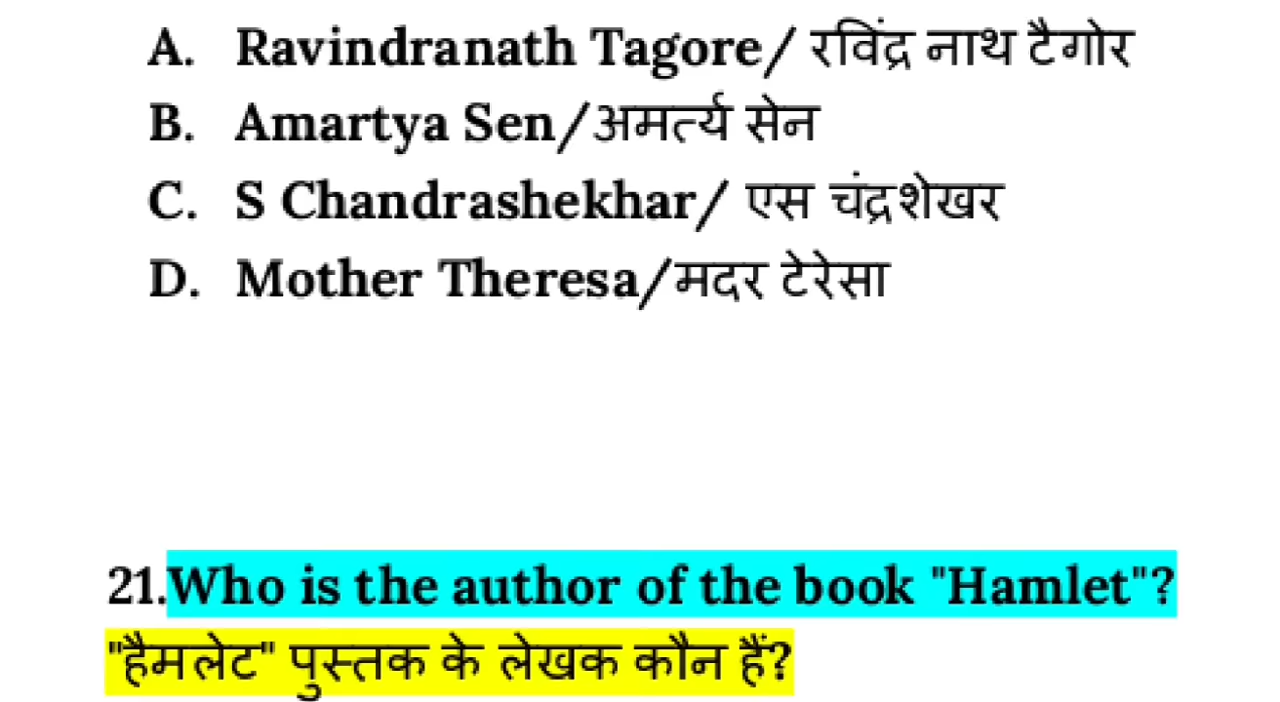 A. Ravindranath Tagore/ रविंद्र नाथ टैगोर
B. Amartya Sen/अमर्त्य सेन
C. S Chandrashekhar/ एस चंद्रशेखर
D. Mother Theresa/मदर टेरेसा
21.Who is the author of the book "Hamlet"?
"हैमलेट" पुस्तक के लेखक कौन हैं?